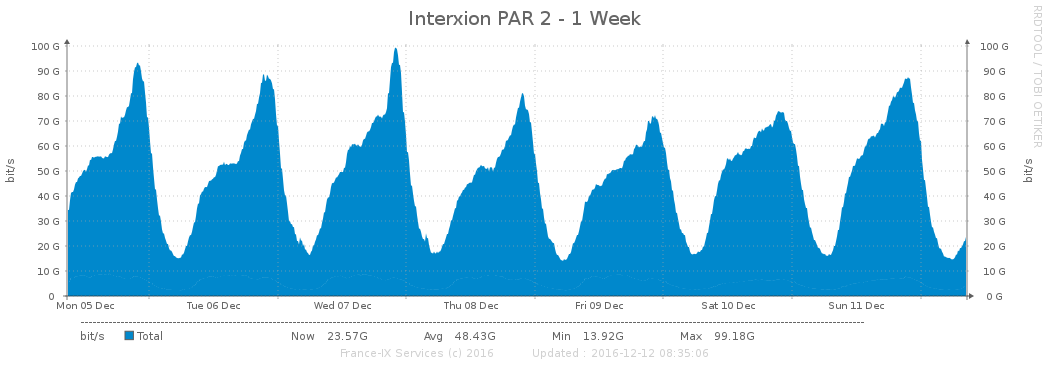 Interxion PAR 2 - 1 Week
RRDTOOL / TOBI OETIKER
bit/s
100 G
90 G
80 G
70 G
60 G
50 G
40 G
30 G
20 G
10 G
0
100 G
90 G
80 G
70 G
60 G
50 G
40 G
30 G
20 G
10 G
0 G
bit/s
Mon 05 Dec Tue 06 Dec Wed 07 Dec Thu 08 Dec Fri 09 Dec Sat 10 Dec Sun 11 Dec
bit/s Total Now 23.57G Avg 48.43G Min 13.92G Max 99.18G
France-IX Services (c) 2016 Updated : 2016-12-12 08:35:06